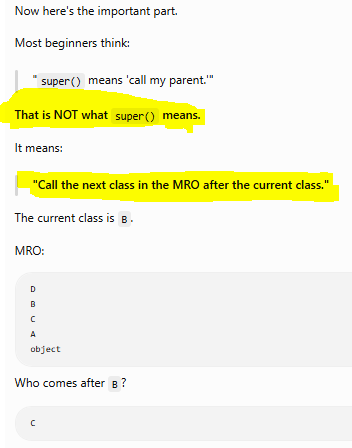 Now here's the important part.
Most beginners think:
"super() means 'call my parent.'"
That is NOT what super() means.
It means:
"Call the next class in the MRO after the current class."
The current class is B.
MRO:
D
B
C
A
object
Who comes after B?
C